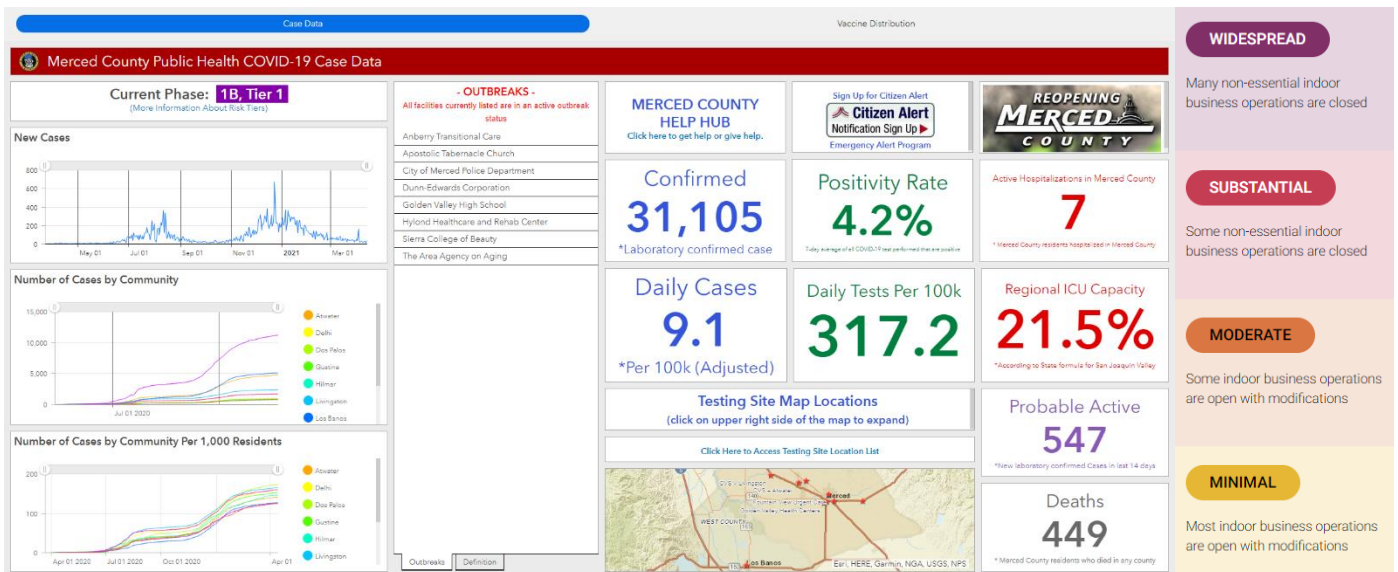 Case Data
Vaccine Distribution
Merced County Public Health COVID-19 Case Data
Current Phase: 1B, Tier 1
(More Information About Risk Tiers)
New Cases
800
600
400
200
0
May 01
Jul 01
Sep 01
Nov 01
2021
Mar 01
Number of Cases by Community
15,000
10,000
5,000
0
Jul 01 2020
Atwater
Delhi
Dos Palos
Gustine
Hilmar
Livingston
Los Banos
Number of Cases by Community Per 1,000 Residents
200
100
0
Apr 01 2020
Jul 01 2020
Oct 01 2020
Apr 01
Atwater
Delhi
Dos Palos
Gustine
Hilmar
Livingston
- OUTBREAKS -
All facilities currently listed are in an active outbreak
status
Anberry Transitional Care
Apostolic Tabernacle Church
City of Merced Police Department
Dunn-Edwards Corporation
Golden Valley High School
Hylond Healthcare and Rehab Center
Sierra College of Beauty
The Area Agency on Aging
Outbreaks
Definition
MERCED COUNTY
HELP HUB
Click here to get help or give help.
Sign Up for Citizen Alert
Citizen Alert
Notification Sign Up
Emergency Alert Program
REOPENING
MERCED
COUNTY
Confirmed
31,105
*Laboratory confirmed case
Positivity Rate
4.2%
7-day average of all COVID-19 test performed that are positive
Active Hospitalizations in Merced County
7
* Merced County residents hospitalized in Merced County
Daily Cases
9.1
*Per 100k (Adjusted)
Daily Tests Per 100k
317.2
Regional ICU Capacity
21.5%
*According to State formula for San Joaquin Valley
Testing Site Map Locations
(click on upper right side of the map to expand)
Click Here to Access Testing Site Location List
Merced
WEST COUNTY
Los Banos
Esri, HERE, Garmin, NGA, USGS, NPS
Probable Active
547
*New laboratory confirmed Cases in last 14 days
Deaths
449
* Merced County residents who died in any county
WIDESPREAD
Many non-essential indoor
business operations are closed
SUBSTANTIAL
Some non-essential indoor
business operations are closed
MODERATE
Some indoor business operations
are open with modifications
MINIMAL
Most indoor business operations
are open with modifications